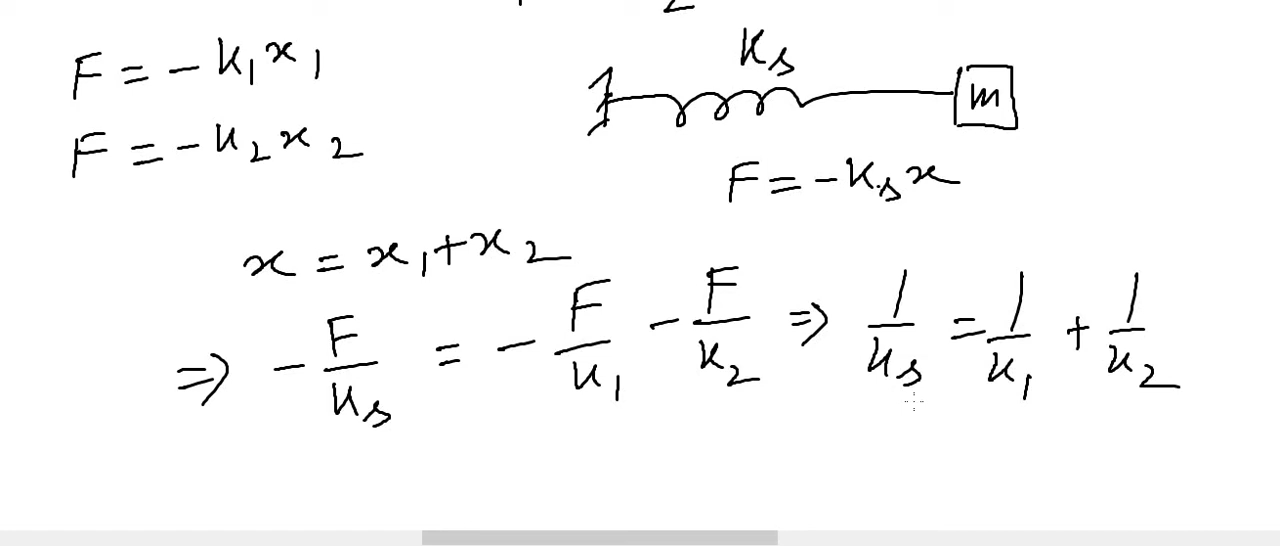 F = - k₁x₁
kₛ
m
F = - k₂x₂
F = - kₛx
x = x₁ + x₂
⇒ - F/kₛ = - F/k₁ - F/k₂ ⇒ 1/kₛ = 1/k₁ + 1/k₂